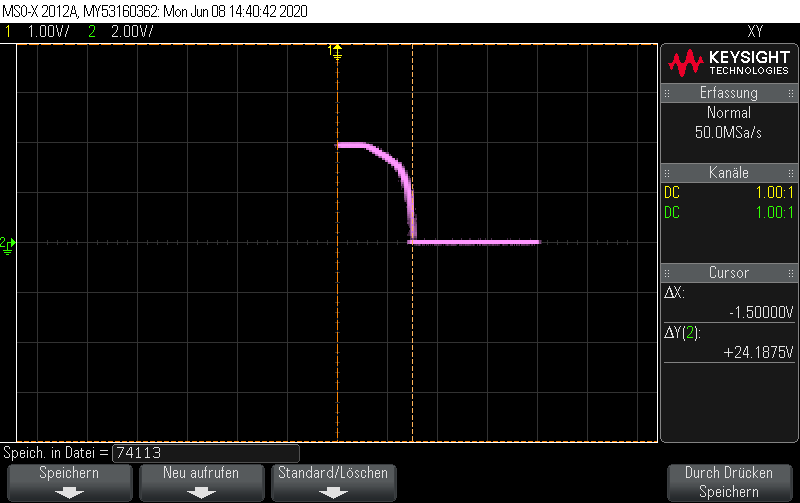 MSO-X 2012A, MY53160362: Mon Jun 08 14:40:42 2020
1 1.00V/ 2 2.00V/ XY
1
KEYSIGHT
TECHNOLOGIES
Erfassung
Normal
50.0MSa/s
Kanäle
DC 1.00:1
DC 1.00:1
2
Cursor
ΔX:
-1.50000V
ΔY(2):
+24.1875V
Speich. in Datei = 74113
Speichern Neu aufrufen Standard/Löschen Durch Drücken
Speichern